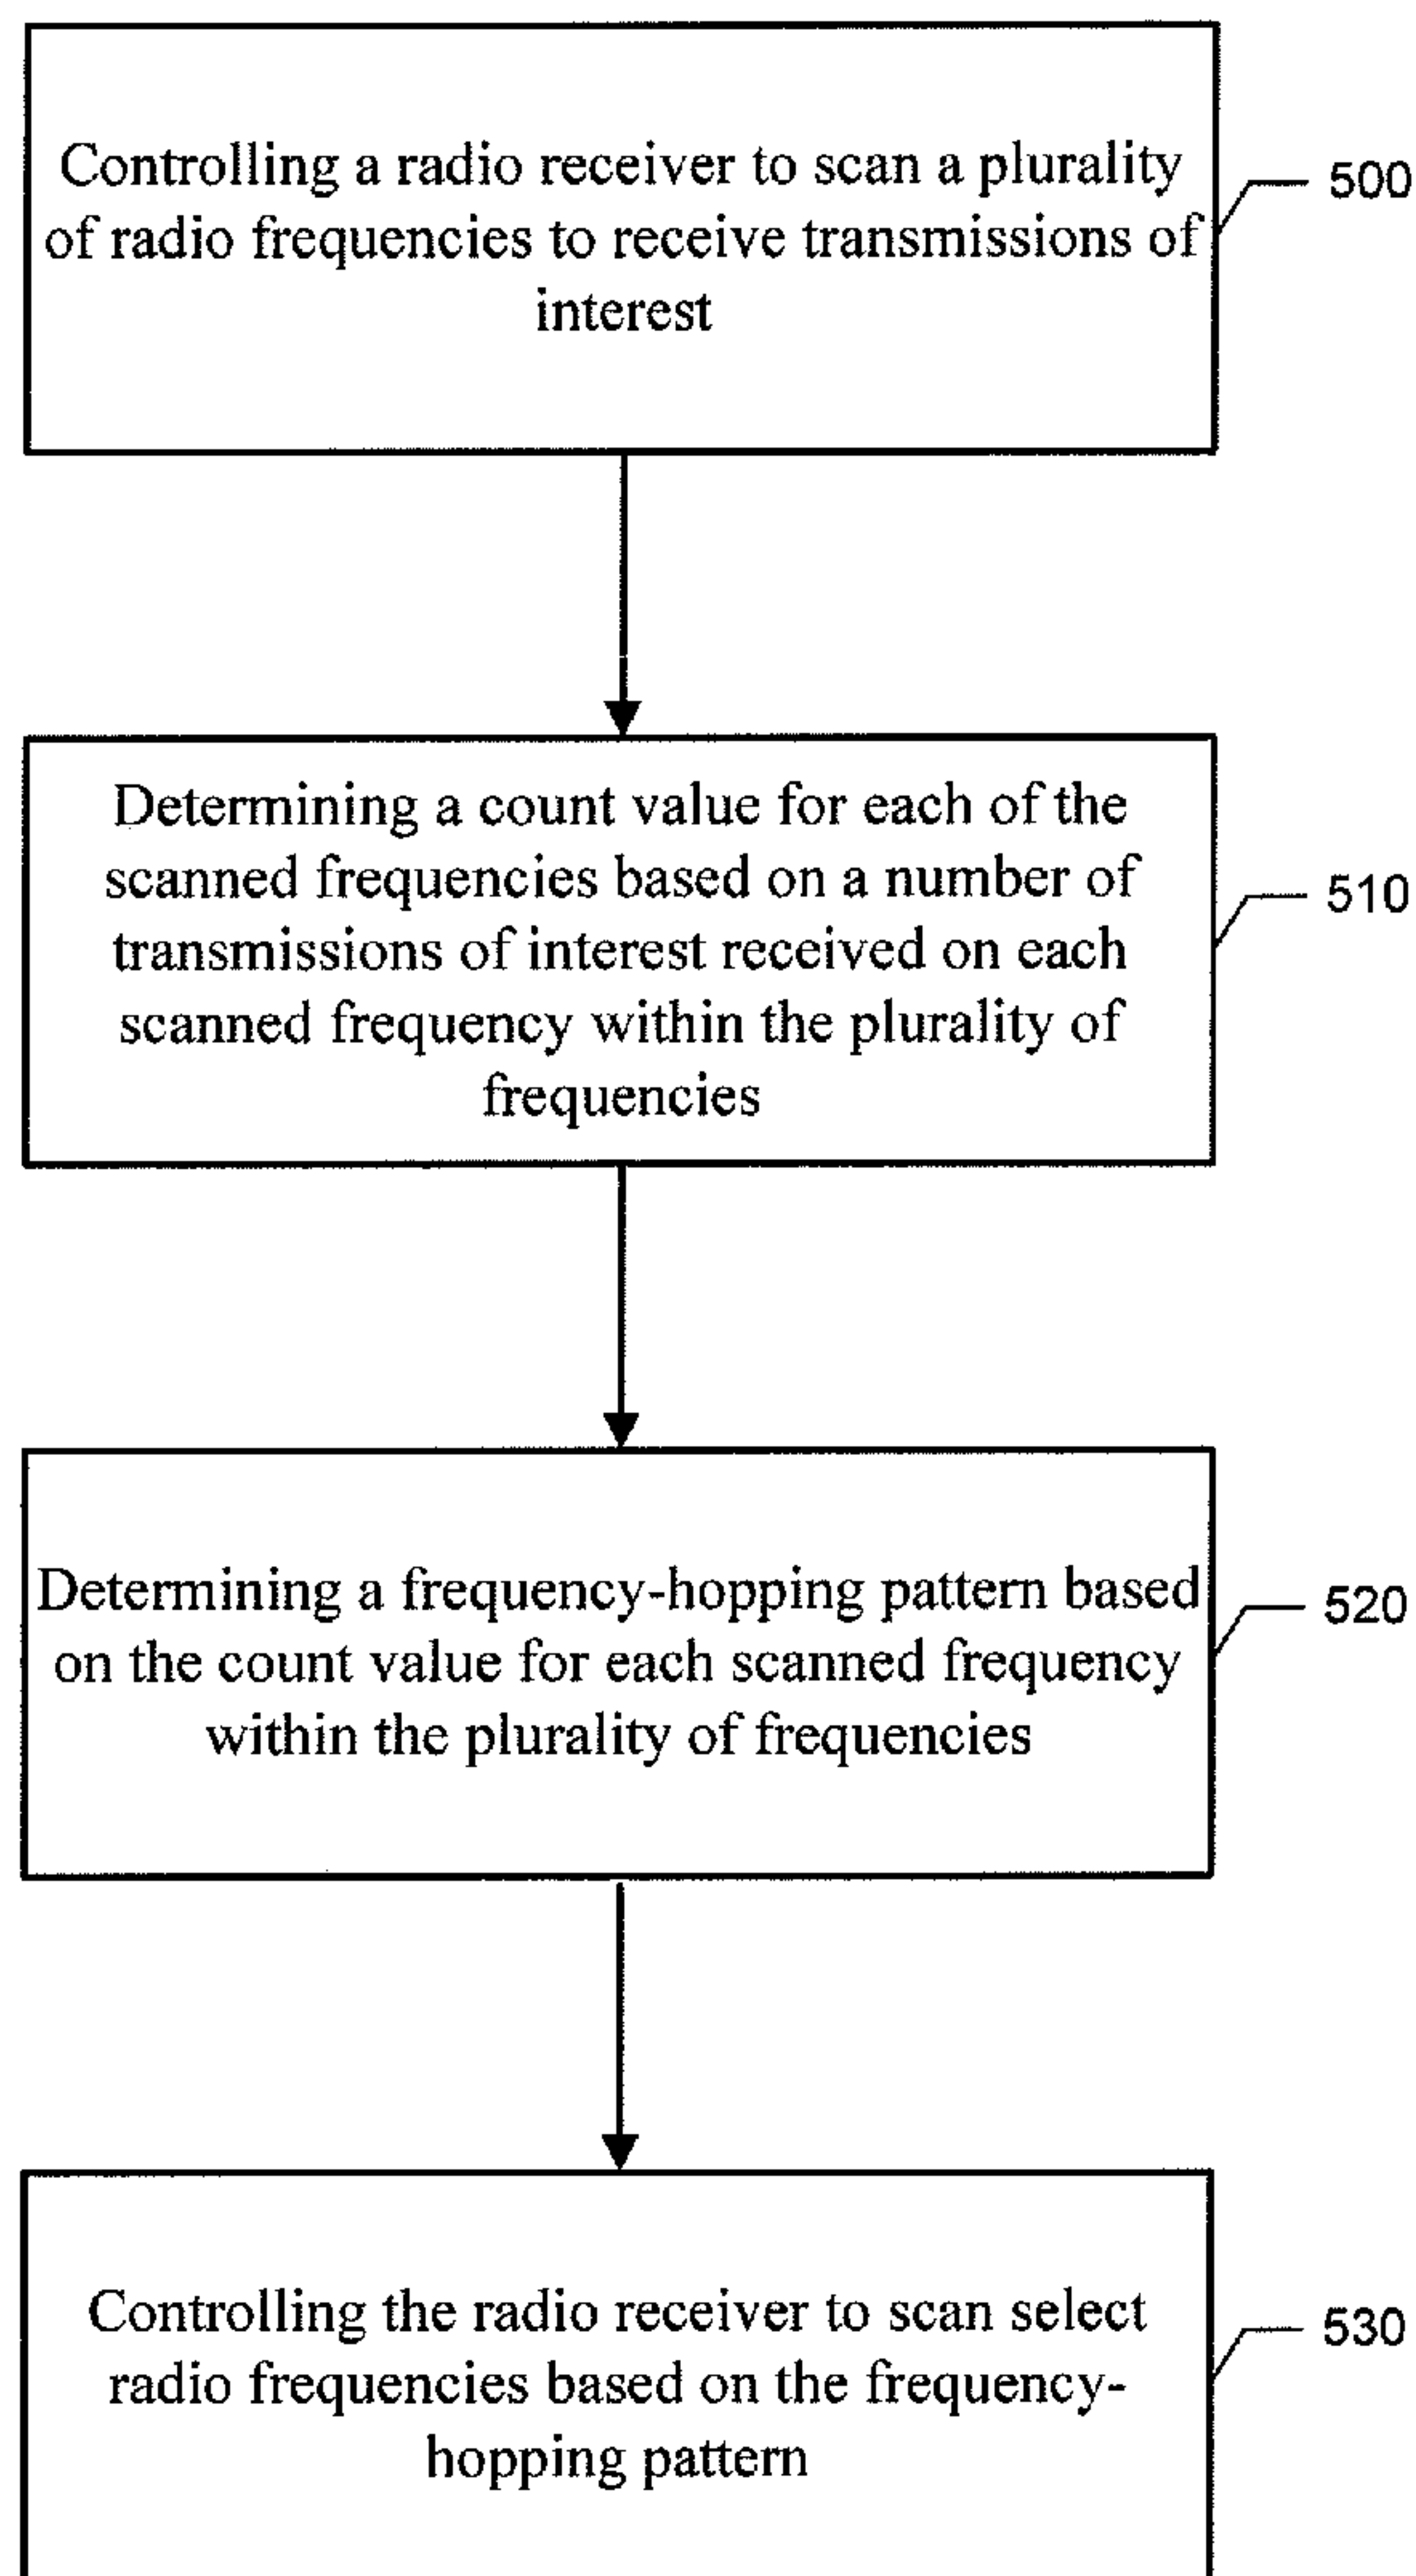 Controlling a radio receiver to scan a plurality
of radio frequencies to receive transmissions of
interest
500
Determining a count value for each of the
scanned frequencies based on a number of
transmissions of interest received on each
scanned frequency within the plurality of
frequencies
510
Determining a frequency-hopping pattern based
on the count value for each scanned frequency
within the plurality of frequencies
520
Controlling the radio receiver to scan select
radio frequencies based on the frequency-
hopping pattern
530